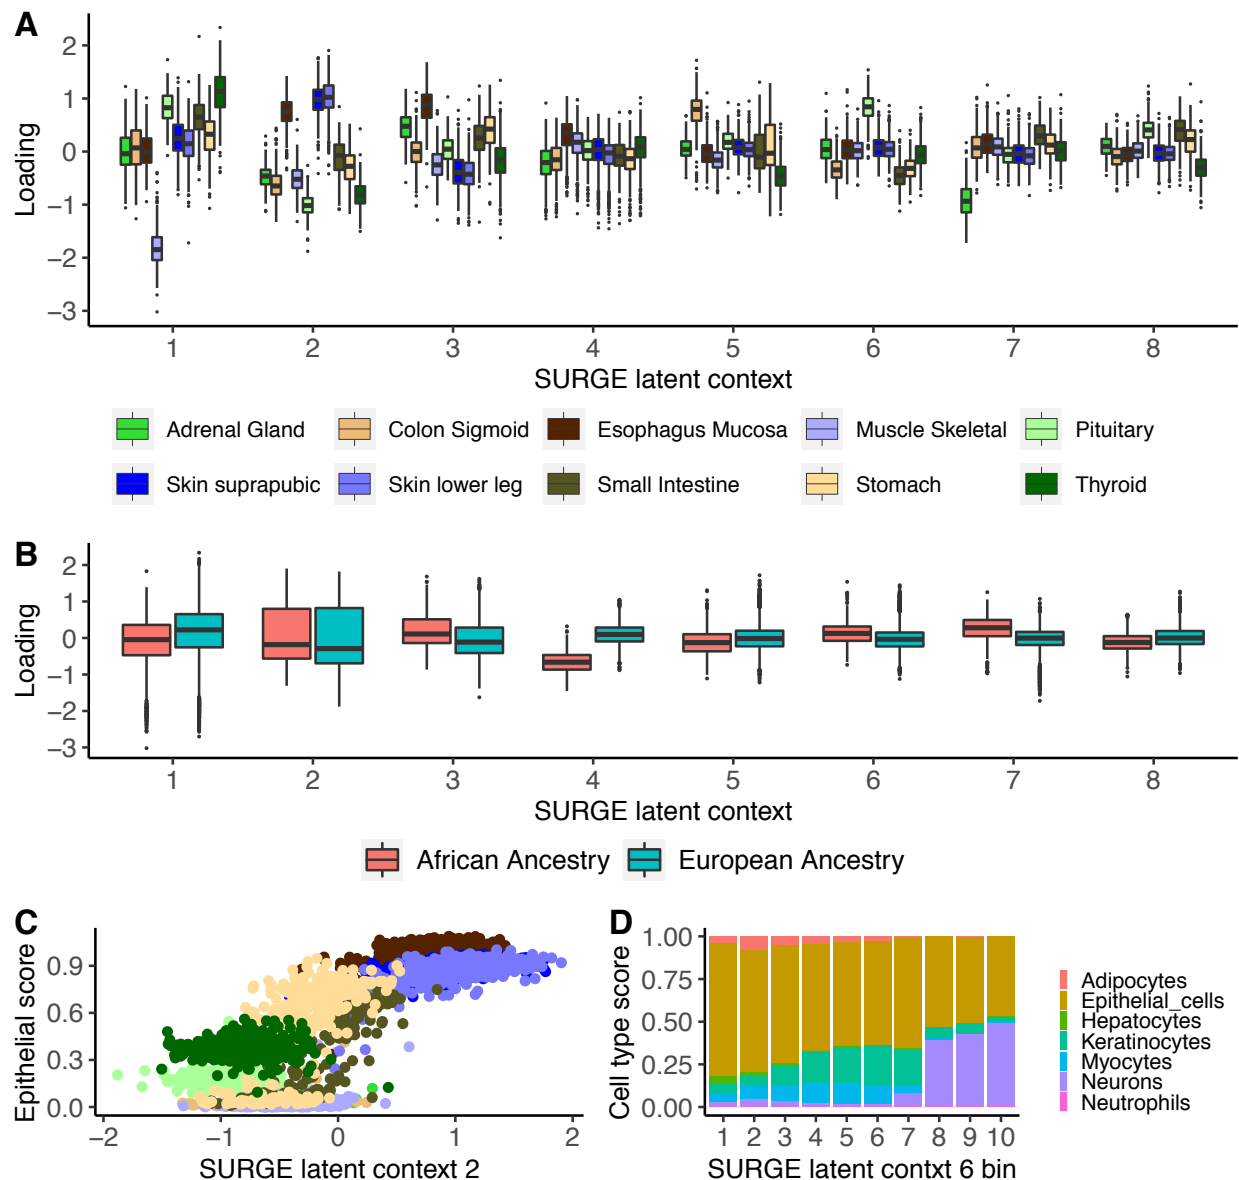 A
Loading
2
1
0
−1
−2
−3
1 2 3 4 5 6 7 8
SURGE latent context
Adrenal Gland Colon Sigmoid Esophagus Mucosa Muscle Skeletal Pituitary
Skin suprapubic Skin lower leg Small Intestine Stomach Thyroid
B
Loading
2
1
0
−1
−2
−3
1 2 3 4 5 6 7 8
SURGE latent context
African Ancestry European Ancestry
C
Epithelial score
0.9
0.6
0.3
0.0
−2 −1 0 1 2
SURGE latent context 2
D
Cell type score
1.00
0.75
0.50
0.25
0.00
1 2 3 4 5 6 7 8 9 10
SURGE latent contxt 6 bin
Adipocytes
Epithelial_cells
Hepatocytes
Keratinocytes
Myocytes
Neurons
Neutrophils